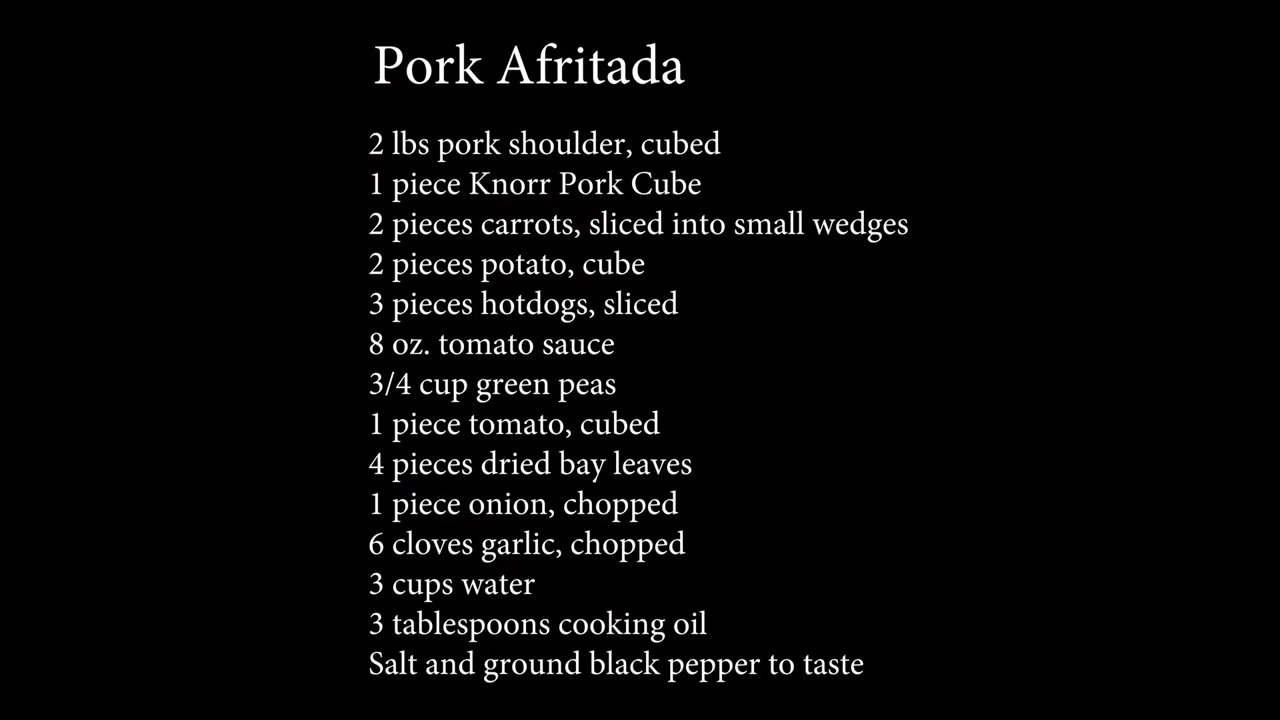 Pork Afritada
2 lbs pork shoulder, cubed
1 piece Knorr Pork Cube
2 pieces carrots, sliced into small wedges
2 pieces potato, cube
3 pieces hotdogs, sliced
8 oz. tomato sauce
3/4 cup green peas
1 piece tomato, cubed
4 pieces dried bay leaves
1 piece onion, chopped
6 cloves garlic, chopped
3 cups water
3 tablespoons cooking oil
Salt and ground black pepper to taste